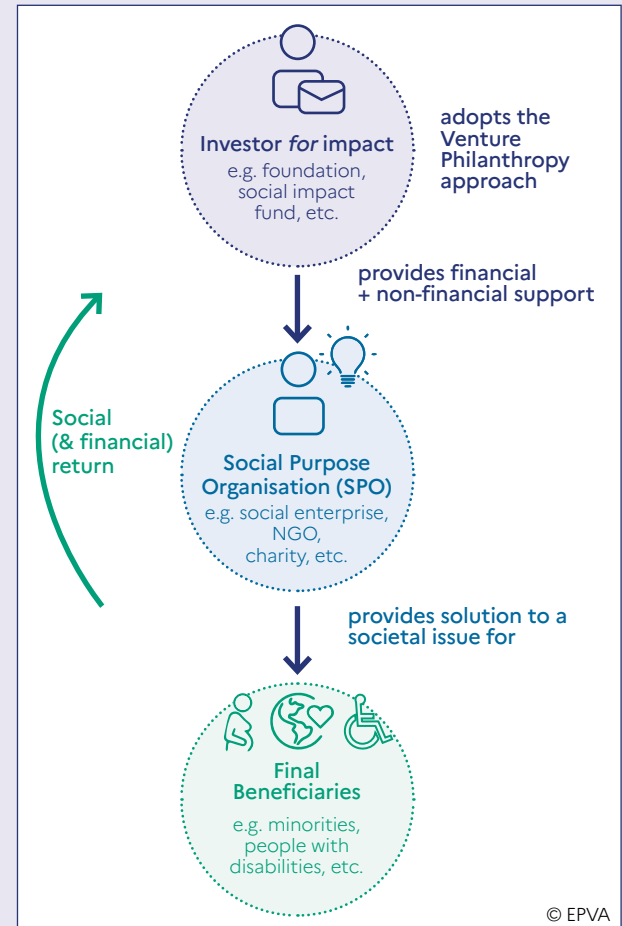 Investor for impact
e.g. foundation,
social impact
fund, etc.
adopts the
Venture
Philanthropy
approach
provides financial
+ non-financial support
Social
(& financial)
return
Social Purpose
Organisation (SPO)
e.g. social enterprise,
NGO,
charity, etc.
provides solution to a
societal issue for
Final
Beneficiaries
e.g. minorities,
people with
disabilities, etc.
© EPVA